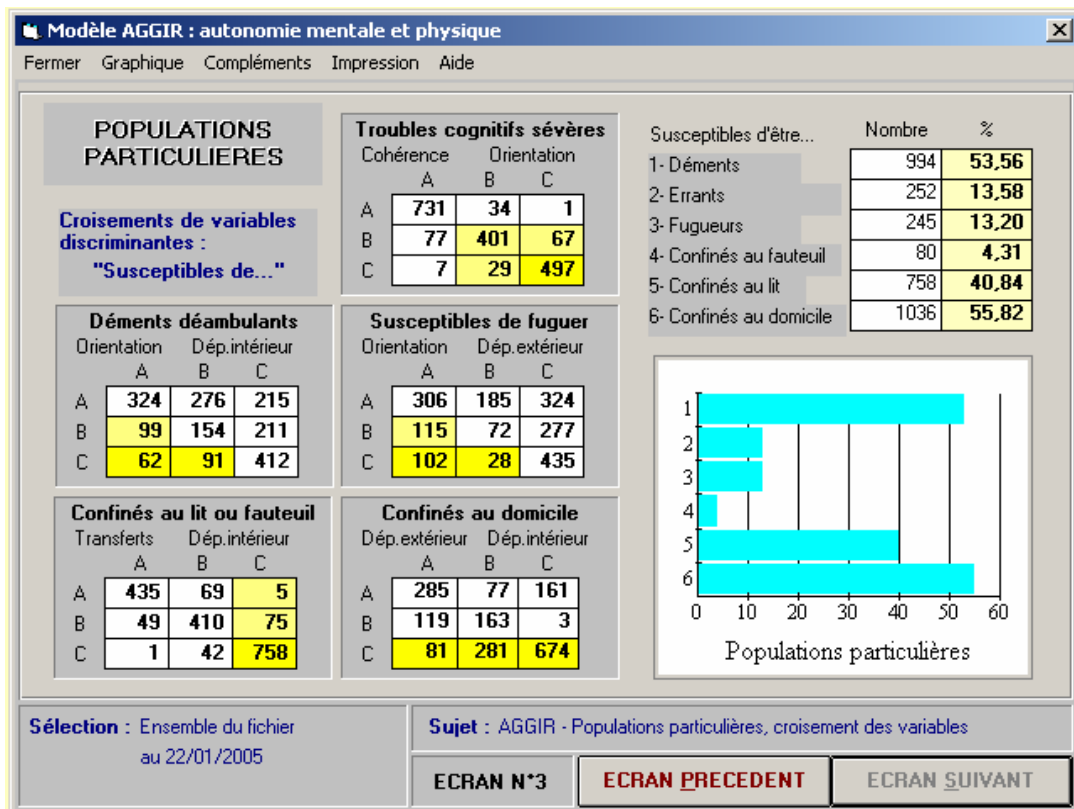 Modèle AGGIR : autonomie mentale et physique
Fermer Graphique Compléments Impression Aide
POPULATIONS
PARTICULIERES
Croisements de variables
discriminantes :
"Susceptibles de..."
Troubles cognitifs sévères
Cohérence Orientation
A B C
A 731 34 1
B 77 401 67
C 7 29 497
Susceptibles d'être... Nombre %
1- Déments 994 53,56
2- Errants 252 13,58
3- Fugueurs 245 13,20
4- Confinés au fauteuil 80 4,31
5- Confinés au lit 758 40,84
6- Confinés au domicile 1036 55,82
Déments déambulants
Orientation Dép.intérieur
A B C
A 324 276 215
B 99 154 211
C 62 91 412
Susceptibles de fuguer
Orientation Dép.extérieur
A B C
A 306 185 324
B 115 72 277
C 102 28 435
Confinés au lit ou fauteuil
Transferts Dép.intérieur
A B C
A 435 69 5
B 49 410 75
C 1 42 758
Confinés au domicile
Dép.extérieur Dép.intérieur
A B C
A 285 77 161
B 119 163 3
C 81 281 674
1
2
3
4
5
6
0 10 20 30 40 50 60
Populations particulières
Sélection : Ensemble du fichier
au 22/01/2005
Sujet : AGGIR - Populations particulières, croisement des variables
ECRAN N°3 ECRAN PRECEDENT ECRAN SUIVANT